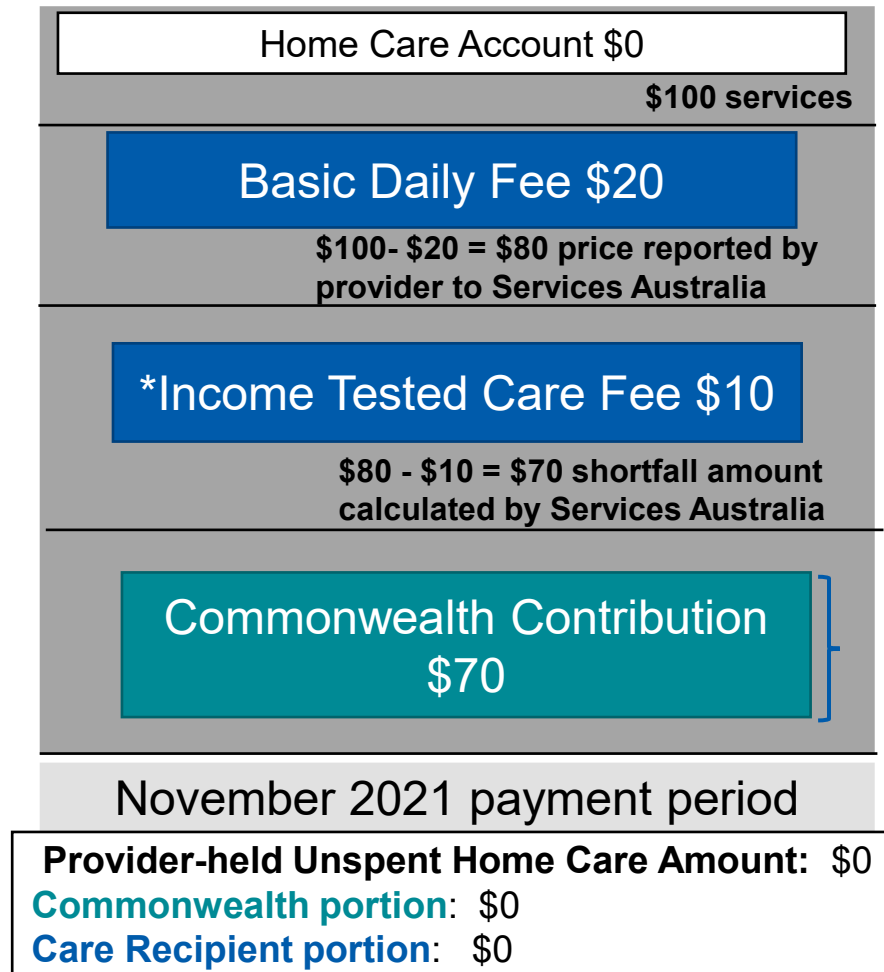 Home Care Account $0
$100 services
Basic Daily Fee $20
$100- $20 = $80 price reported by
provider to Services Australia
*Income Tested Care Fee $10
$80 - $10 = $70 shortfall amount
calculated by Services Australia
Commonwealth Contribution
$70
November 2021 payment period
Provider-held Unspent Home Care Amount: $0
Commonwealth portion: $0
Care Recipient portion: $0